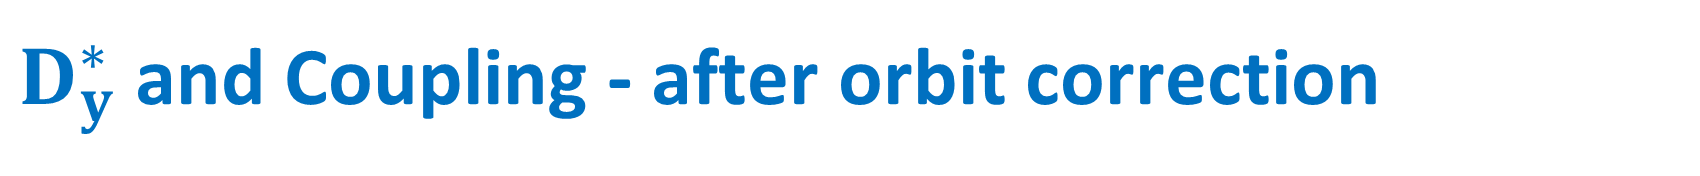 D*y and Coupling - after orbit correction